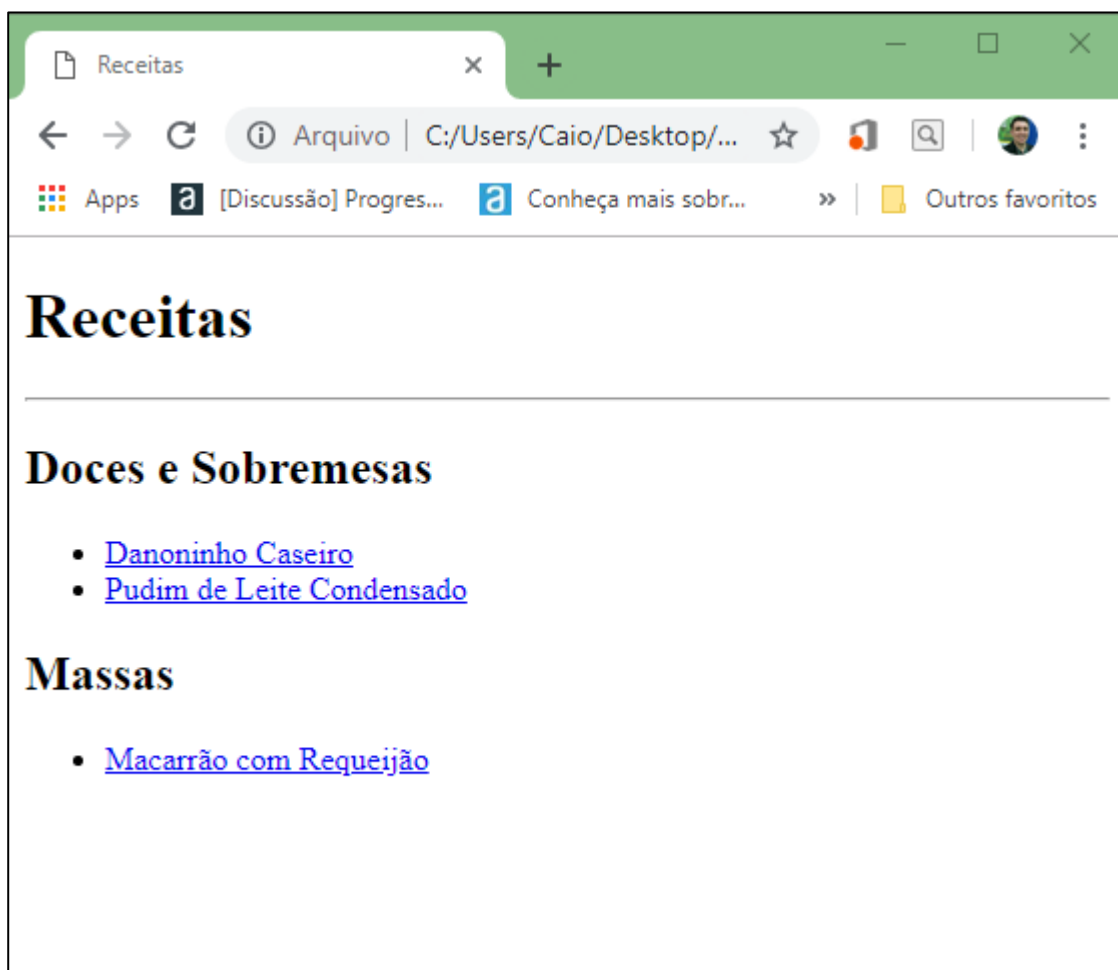 Receitas
Arquivo | C:/Users/Caio/Desktop/...
Apps [Discussão] Progres... Conheça mais sobr... » Outros favoritos
Receitas
Doces e Sobremesas
• Danoninho Caseiro
• Pudim de Leite Condensado
Massas
• Macarrão com Requeijão